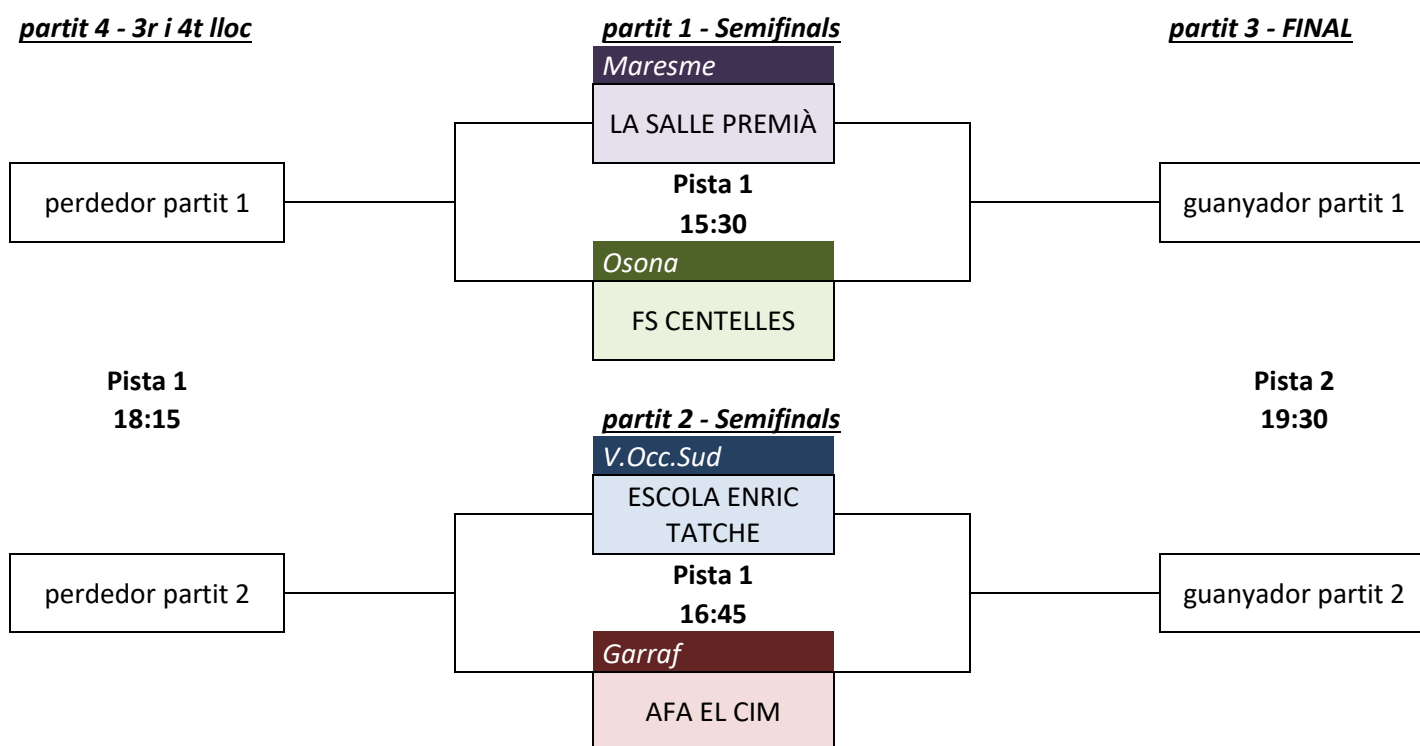 partit 4 - 3r i 4t lloc
partit 1 - Semifinals
partit 3 - FINAL
Maresme
LA SALLE PREMIÀ
perdedor partit 1
Pista 1
15:30
guanyador partit 1
Osona
FS CENTELLES
Pista 1
18:15
Pista 2
19:30
partit 2 - Semifinals
V.Occ.Sud
ESCOLA ENRIC
TATCHE
perdedor partit 2
Pista 1
16:45
guanyador partit 2
Garraf
AFA EL CIM